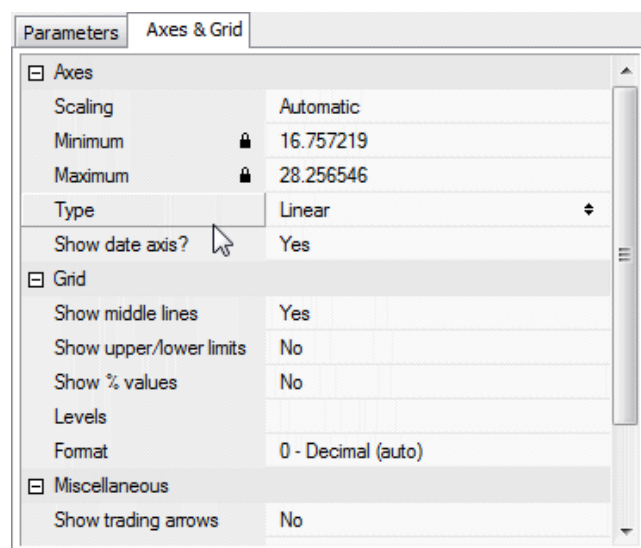 Parameters Axes & Grid
Axes
Scaling Automatic
Minimum 16.757219
Maximum 28.256546
Type Linear
Show date axis? Yes
Grid
Show middle lines Yes
Show upper/lower limits No
Show % values No
Levels
Format 0 - Decimal (auto)
Miscellaneous
Show trading arrows No